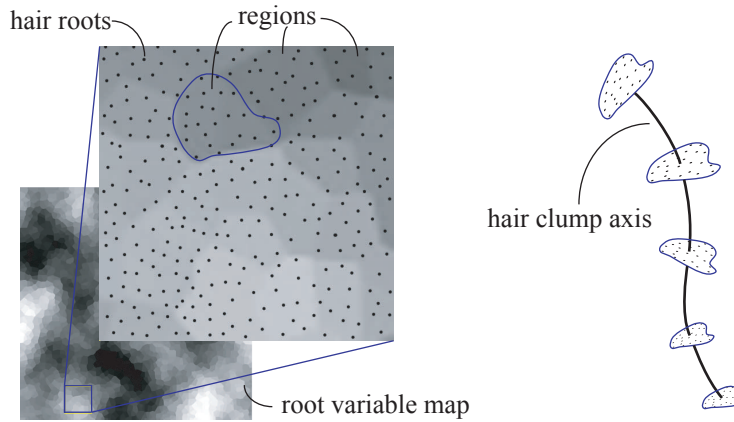 hair roots
regions
hair clump axis
root variable map